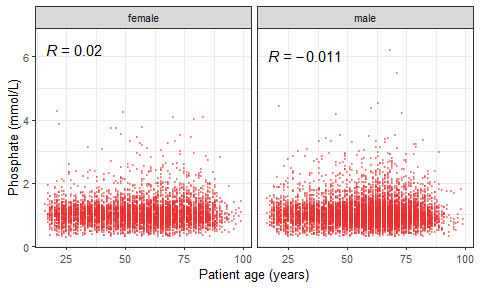 female
male
R = 0.02
R = −0.011
Phosphate (mmol/L)
6
4
2
0
25
50
75
100
25
50
75
100
Patient age (years)